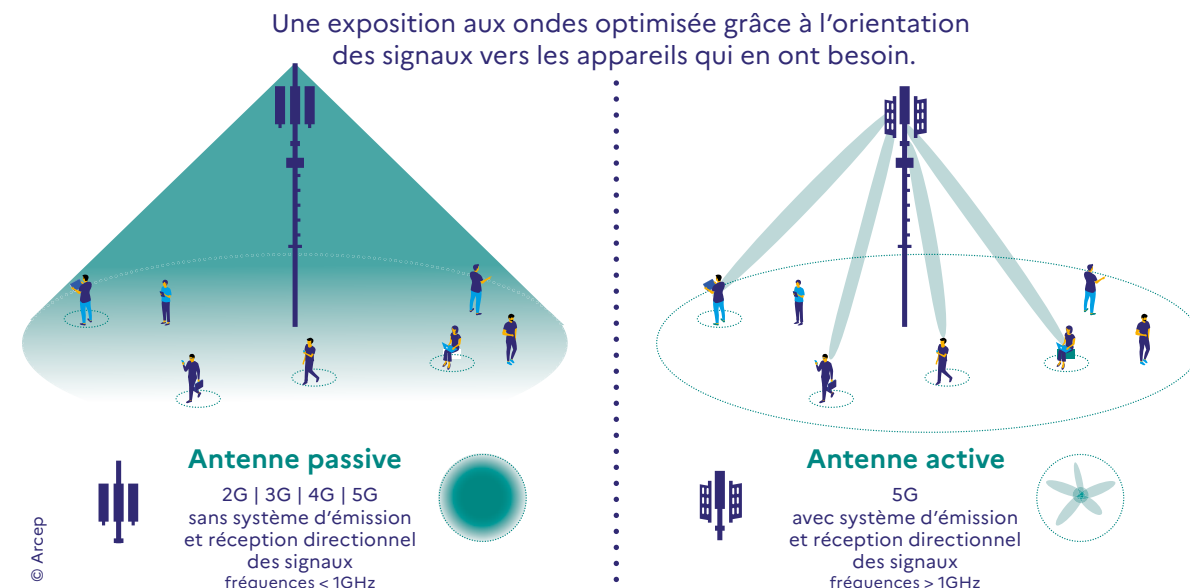 Une exposition aux ondes optimisée grâce à l'orientation
des signaux vers les appareils qui en ont besoin.
Antenne passive
2G | 3G | 4G | 5G
sans système d'émission
et réception directionnel
des signaux
fréquences < 1GHz
© Arcep
Antenne active
5G
avec système d'émission
et réception directionnel
des signaux
fréquences > 1GHz